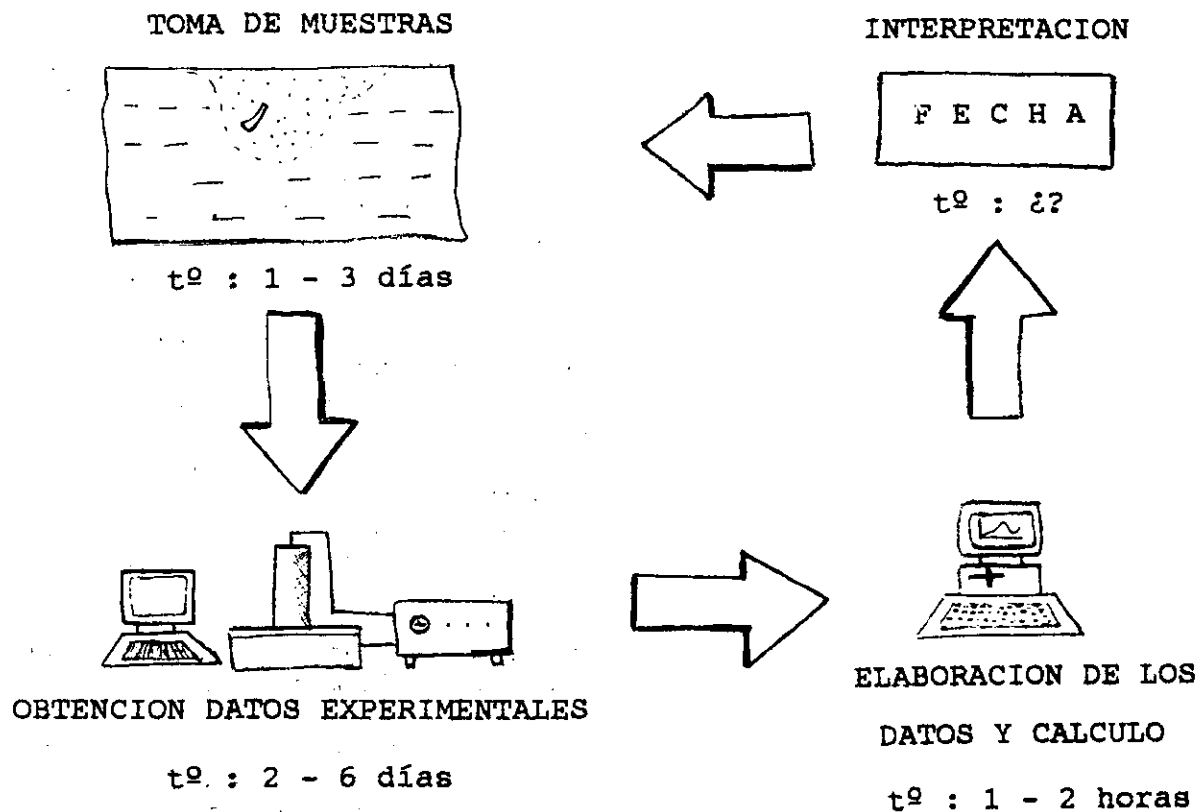 TOMA DE MUESTRAS
tº : 1 - 3 días
INTERPRETACION
F E C H A
tº : ¿?
OBTENCION DATOS EXPERIMENTALES
tº. : 2 - 6 días
ELABORACION DE LOS
DATOS Y CALCULO
tº : 1 - 2 horas